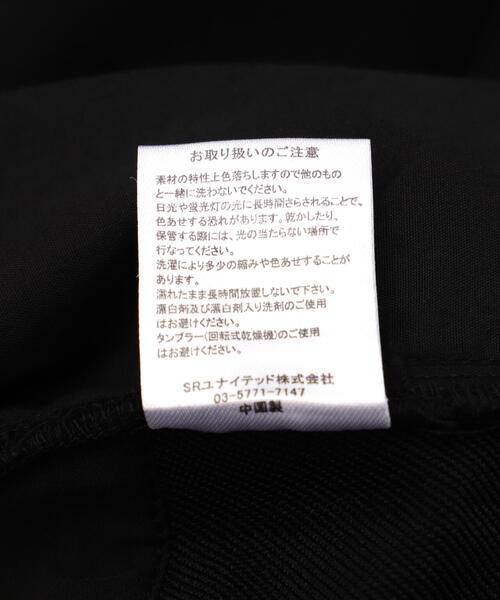 お取り扱いのご注意
素材の特性上色落ちしますので他のもの
と一緒に洗わないでください。
日光や蛍光灯の光に長時間さらされることで、
色あせする恐れがあります。乾かしたり、
保管する際には、光の当たらない場所で
行なってください。
洗濯により多少の縮みや色あせすることが
あります。
濡れたまま長時間放置しないで下さい。
漂白剤及び漂白剤入り洗剤のご使用
はお避けください。
タンブラー(回転式乾燥機)のご使用
はお避けください。
SRユナイテッド株式会社
03-5771-7147
中国製